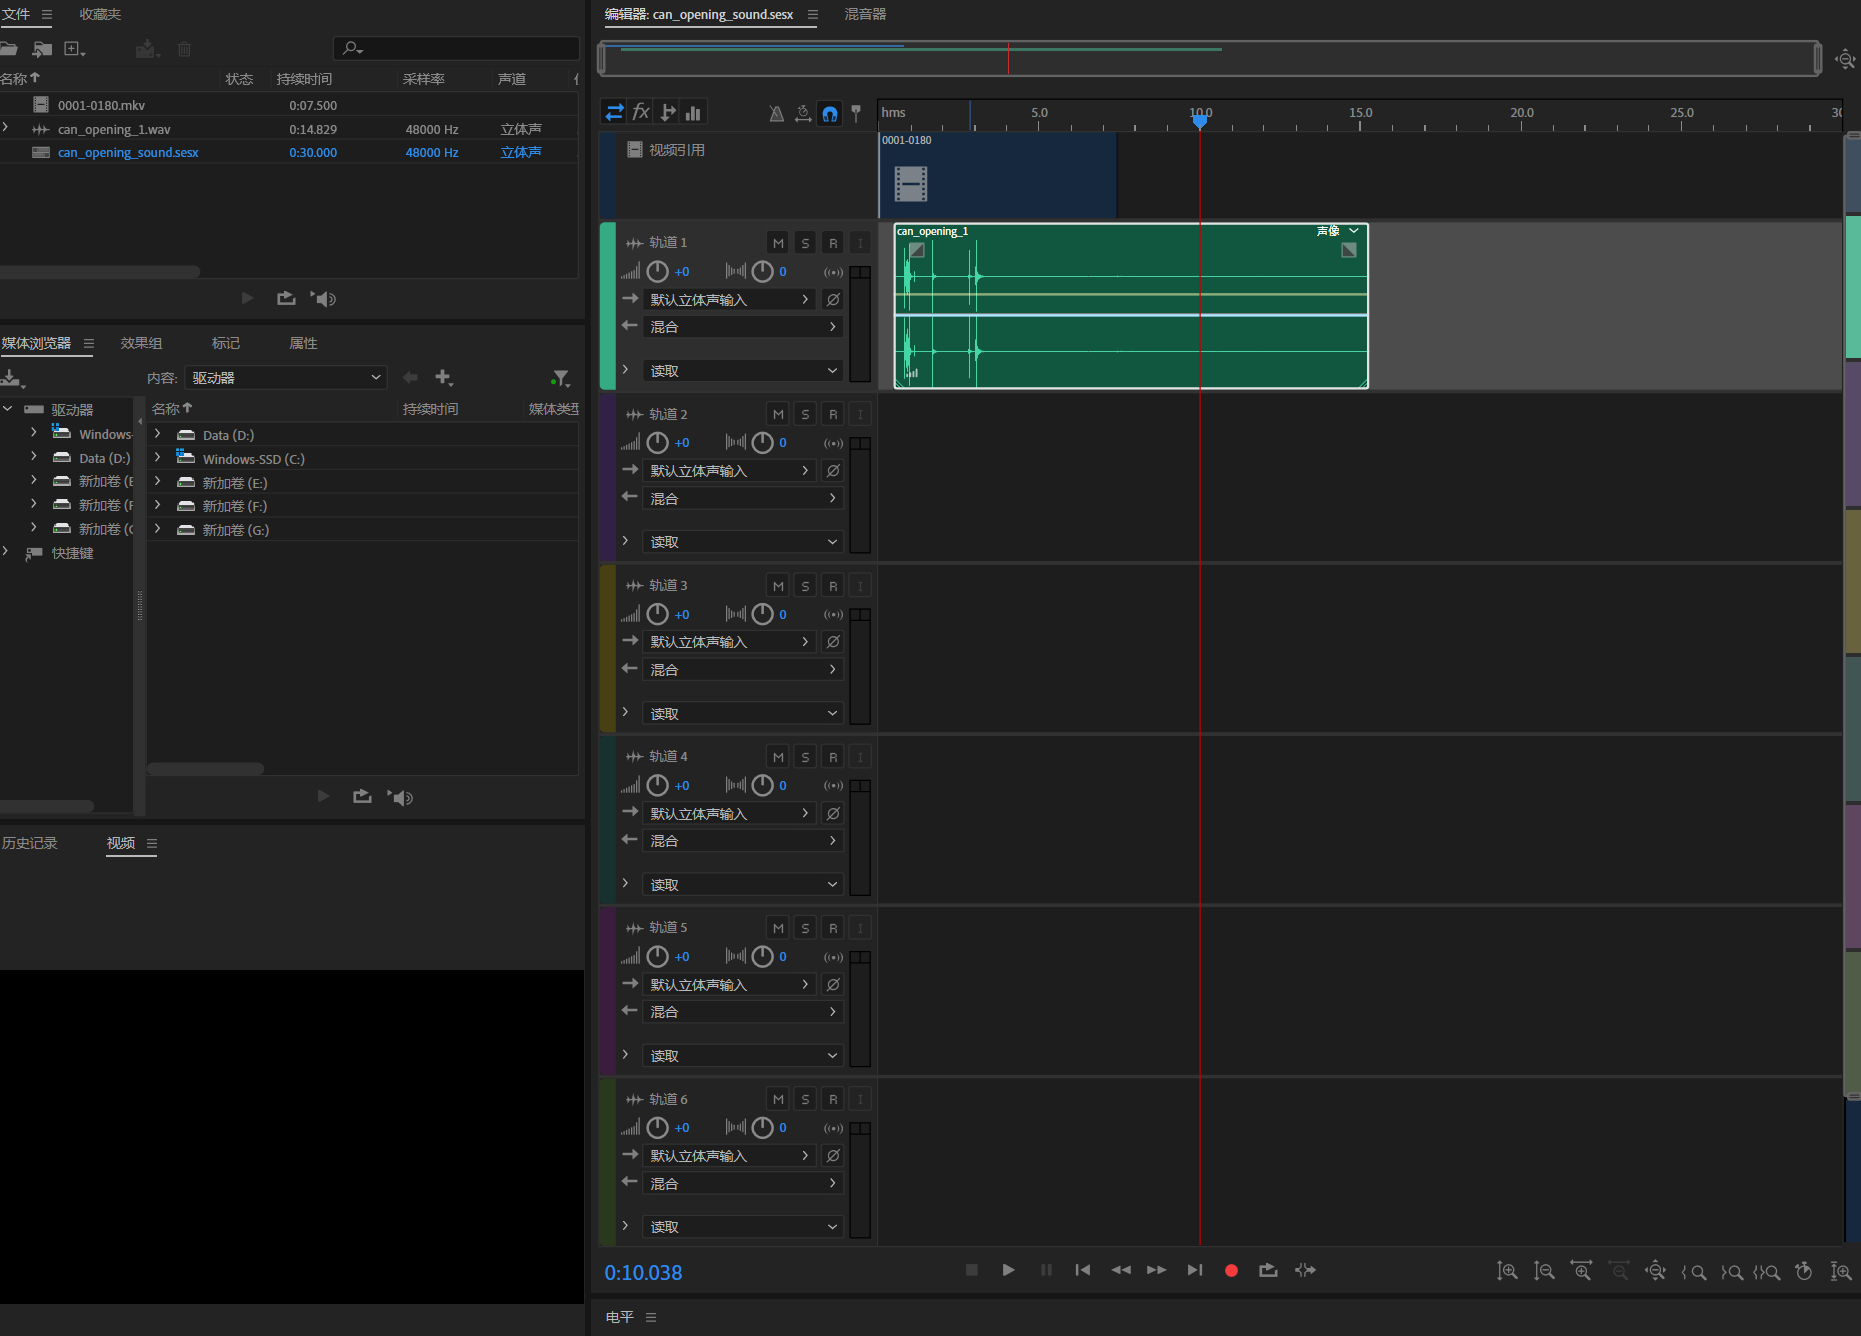 文件
收藏夹
名称
状态
持续时间
采样率
声道
0001-0180.mkv
0:07.500
can_opening_1.wav
0:14.829
48000 Hz
立体声
can_opening_sound.sesx
0:30.000
48000 Hz
立体声
媒体浏览器
效果组
标记
属性
内容:
驱动器
驱动器
Windows-
Data (D:)
新加卷 (E
新加卷 (F
新加卷 (G
快捷键
名称
持续时间
媒体类型
Data (D:)
Windows-SSD (C:)
新加卷 (E:)
新加卷 (F:)
新加卷 (G:)
历史记录
视频
编辑器: can_opening_sound.sesx
混音器
fx
hms
5.0
10.0
15.0
20.0
25.0
30
视频引用
0001-0180
轨道 1
M
S
R
I
+0
0
默认立体声输入
混合
读取
can_opening_1
声像
轨道 2
M
S
R
I
+0
0
默认立体声输入
混合
读取
轨道 3
M
S
R
I
+0
0
默认立体声输入
混合
读取
轨道 4
M
S
R
I
+0
0
默认立体声输入
混合
读取
轨道 5
M
S
R
I
+0
0
默认立体声输入
混合
读取
轨道 6
M
S
R
I
+0
0
默认立体声输入
混合
读取
0:10.038
电平